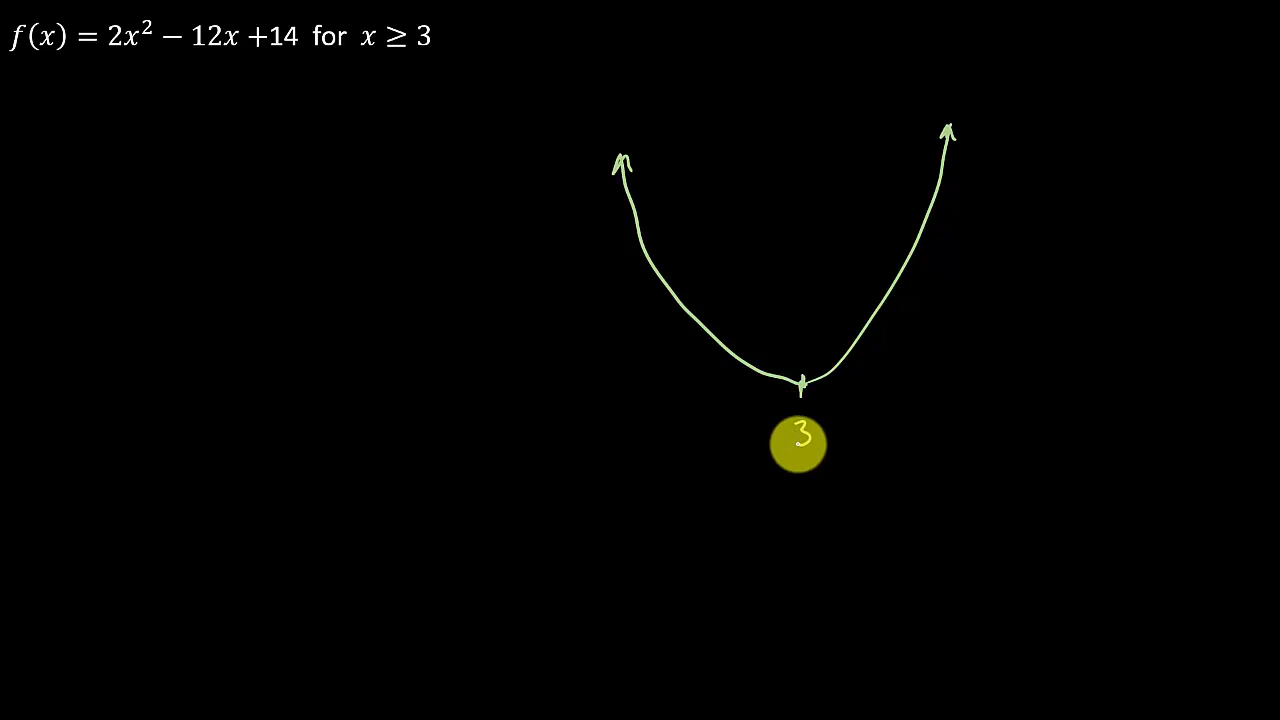 f(x) = 2x² − 12x +14 for x ≥ 3
3